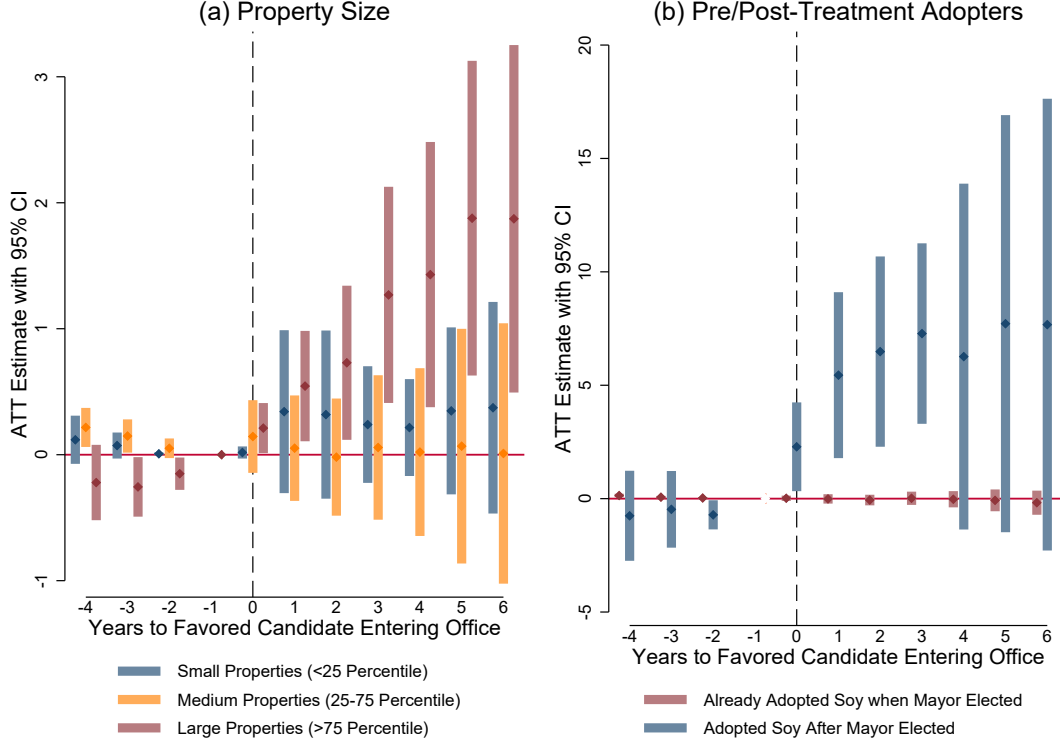 (a) Property Size
ATT Estimate with 95% CI
3
2
1
0
-1
-4 -3 -2 -1 0 1 2 3 4 5 6
Years to Favored Candidate Entering Office
Small Properties (<25 Percentile)
Medium Properties (25-75 Percentile)
Large Properties (>75 Percentile)
(b) Pre/Post-Treatment Adopters
ATT Estimate with 95% CI
20
15
10
5
0
-5
-4 -3 -2 -1 0 1 2 3 4 5 6
Years to Favored Candidate Entering Office
Already Adopted Soy when Mayor Elected
Adopted Soy After Mayor Elected